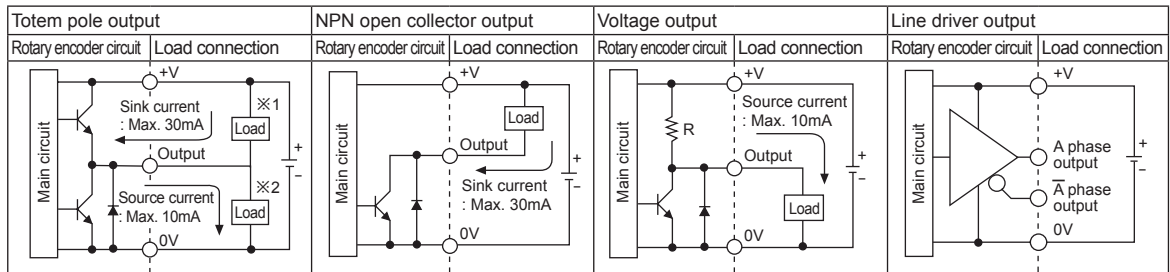 Totem pole output
Rotary encoder circuit Load connection
Main circuit
+V
Sink current
: Max. 30mA
※1
Load
Output
+
−
Source current
: Max. 10mA
※2
Load
0V
NPN open collector output
Rotary encoder circuit Load connection
Main circuit
+V
Load
Output
+
−
Sink current
: Max. 30mA
0V
Voltage output
Rotary encoder circuit Load connection
Main circuit
+V
Source current
: Max. 10mA
R
Output
+
−
Load
0V
Line driver output
Rotary encoder circuit Load connection
Main circuit
+V
A phase
output
+
−
A̅ phase
output
0V